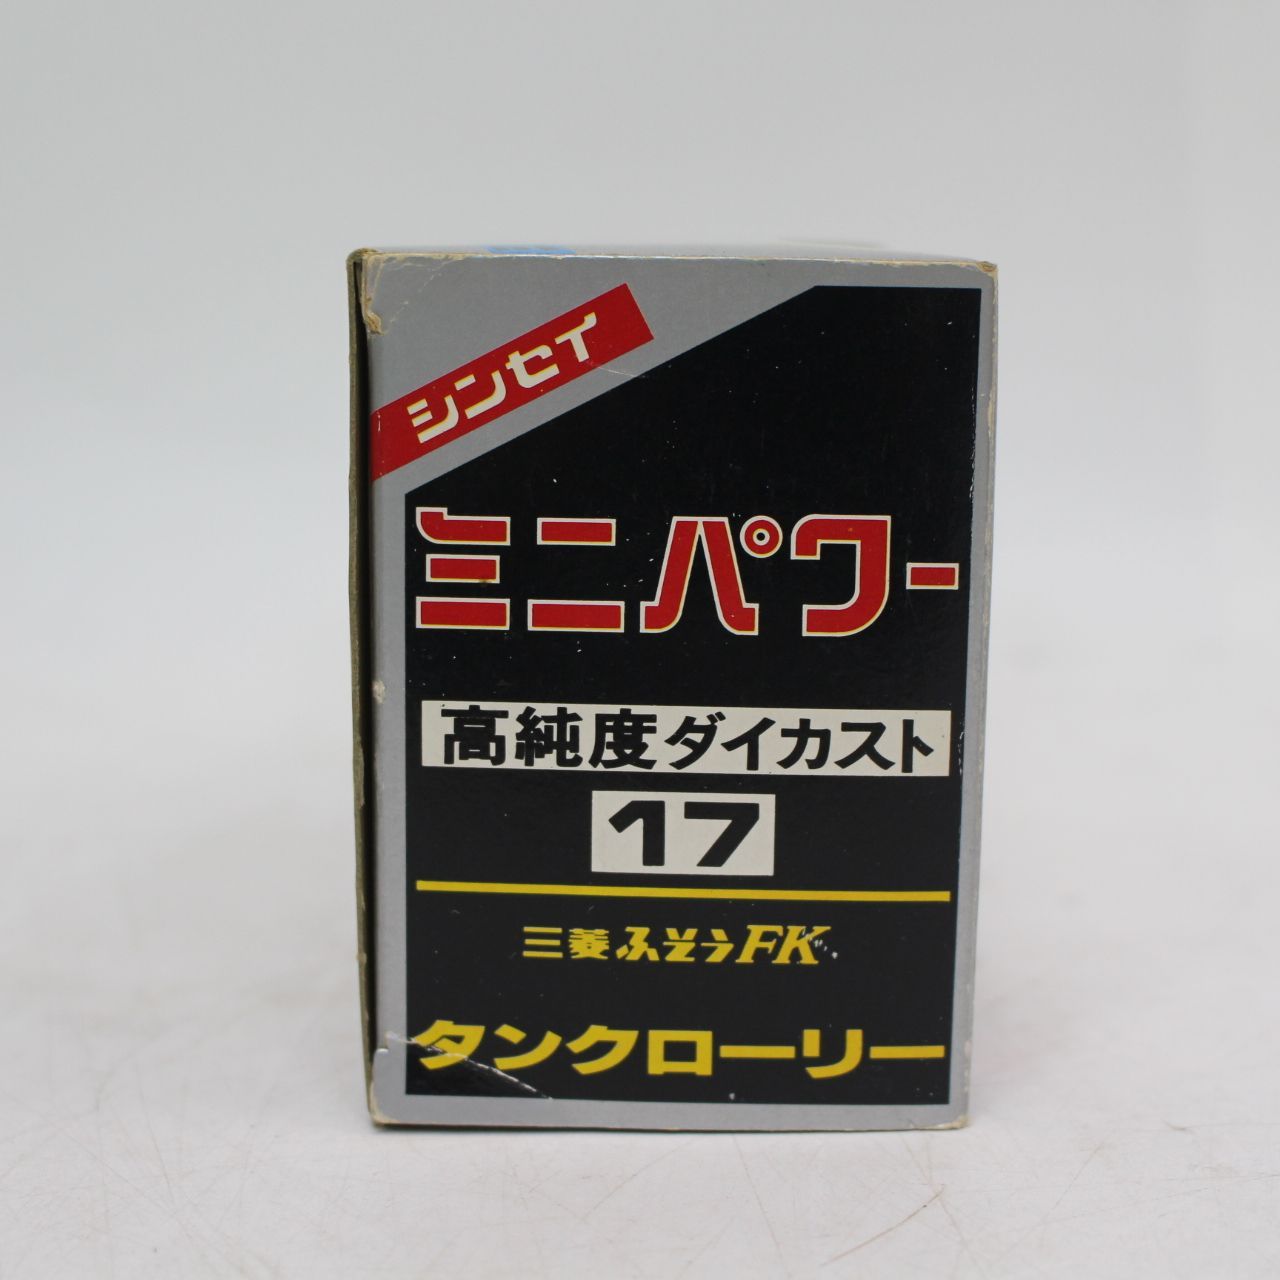 シンセイ
ミニパワー
高純度ダイカスト
17
三菱ふそうFK
タンクローリー